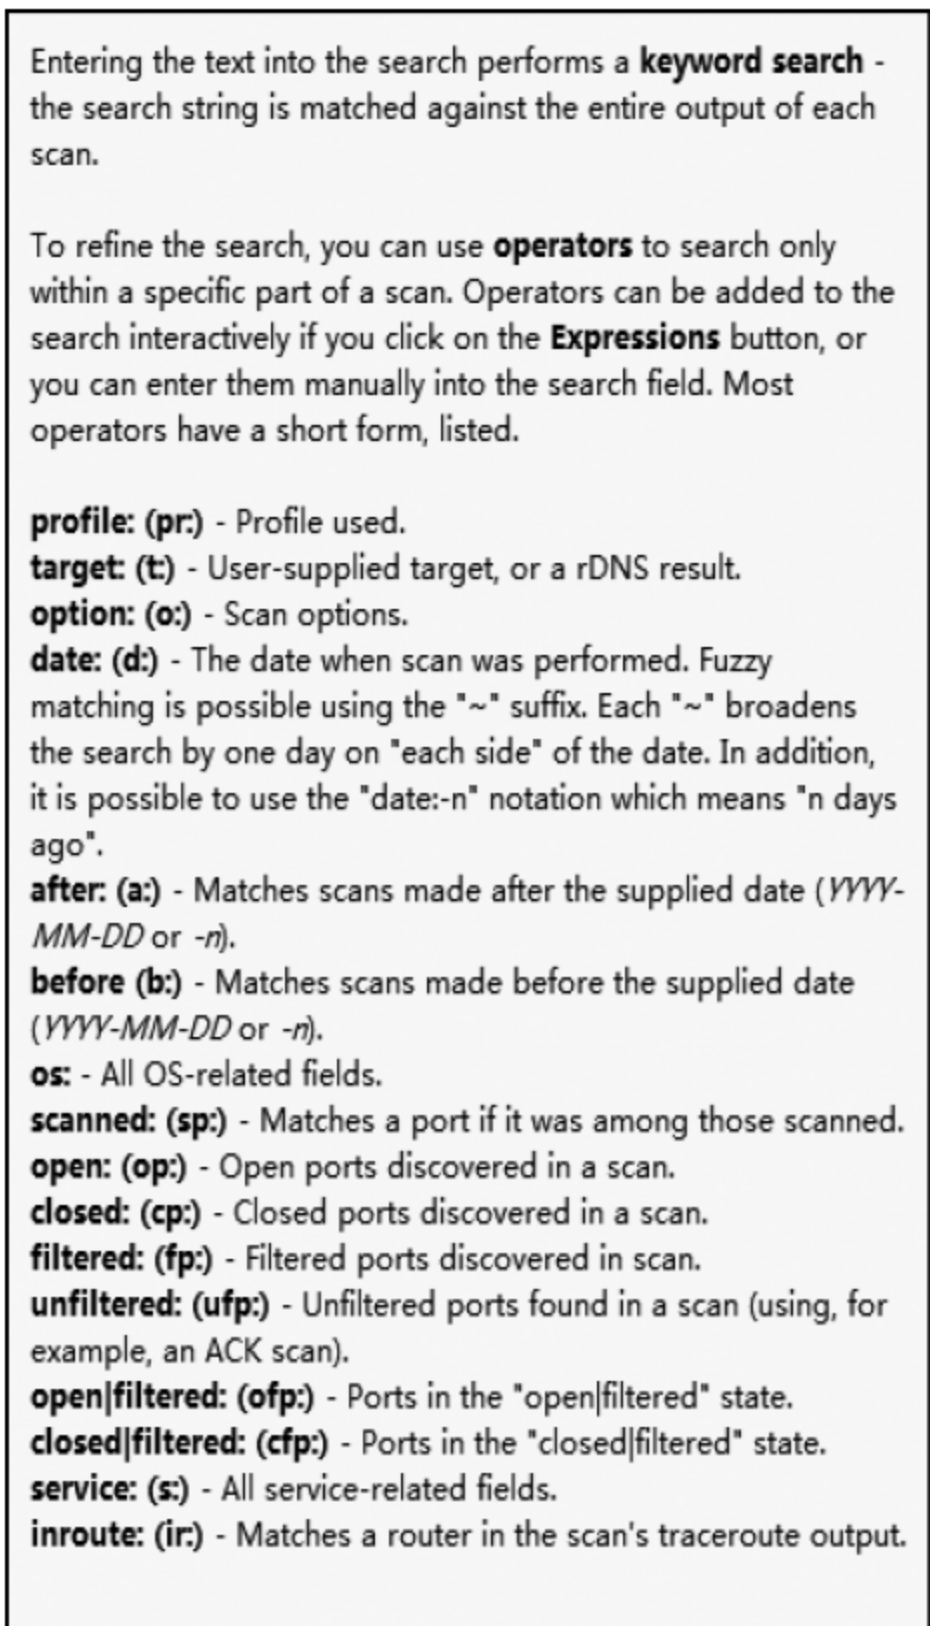 Entering the text into the search performs a keyword search -
the search string is matched against the entire output of each
scan.
To refine the search, you can use operators to search only
within a specific part of a scan. Operators can be added to the
search interactively if you click on the Expressions button, or
you can enter them manually into the search field. Most
operators have a short form, listed.
profile: (pr:) - Profile used.
target: (t:) - User-supplied target, or a rDNS result.
option: (o:) - Scan options.
date: (d:) - The date when scan was performed. Fuzzy
matching is possible using the "~" suffix. Each "~" broadens
the search by one day on "each side" of the date. In addition,
it is possible to use the "date:-n" notation which means "n days
ago".
after: (a:) - Matches scans made after the supplied date (YYYY-
MM-DD or -n).
before (b:) - Matches scans made before the supplied date
(YYYY-MM-DD or -n).
os: - All OS-related fields.
scanned: (sp:) - Matches a port if it was among those scanned.
open: (op:) - Open ports discovered in a scan.
closed: (cp:) - Closed ports discovered in a scan.
filtered: (fp:) - Filtered ports discovered in scan.
unfiltered: (ufp:) - Unfiltered ports found in a scan (using, for
example, an ACK scan).
open|filtered: (ofp:) - Ports in the "open|filtered" state.
closed|filtered: (cfp:) - Ports in the "closed|filtered" state.
service: (s:) - All service-related fields.
inroute: (ir:) - Matches a router in the scan's traceroute output.